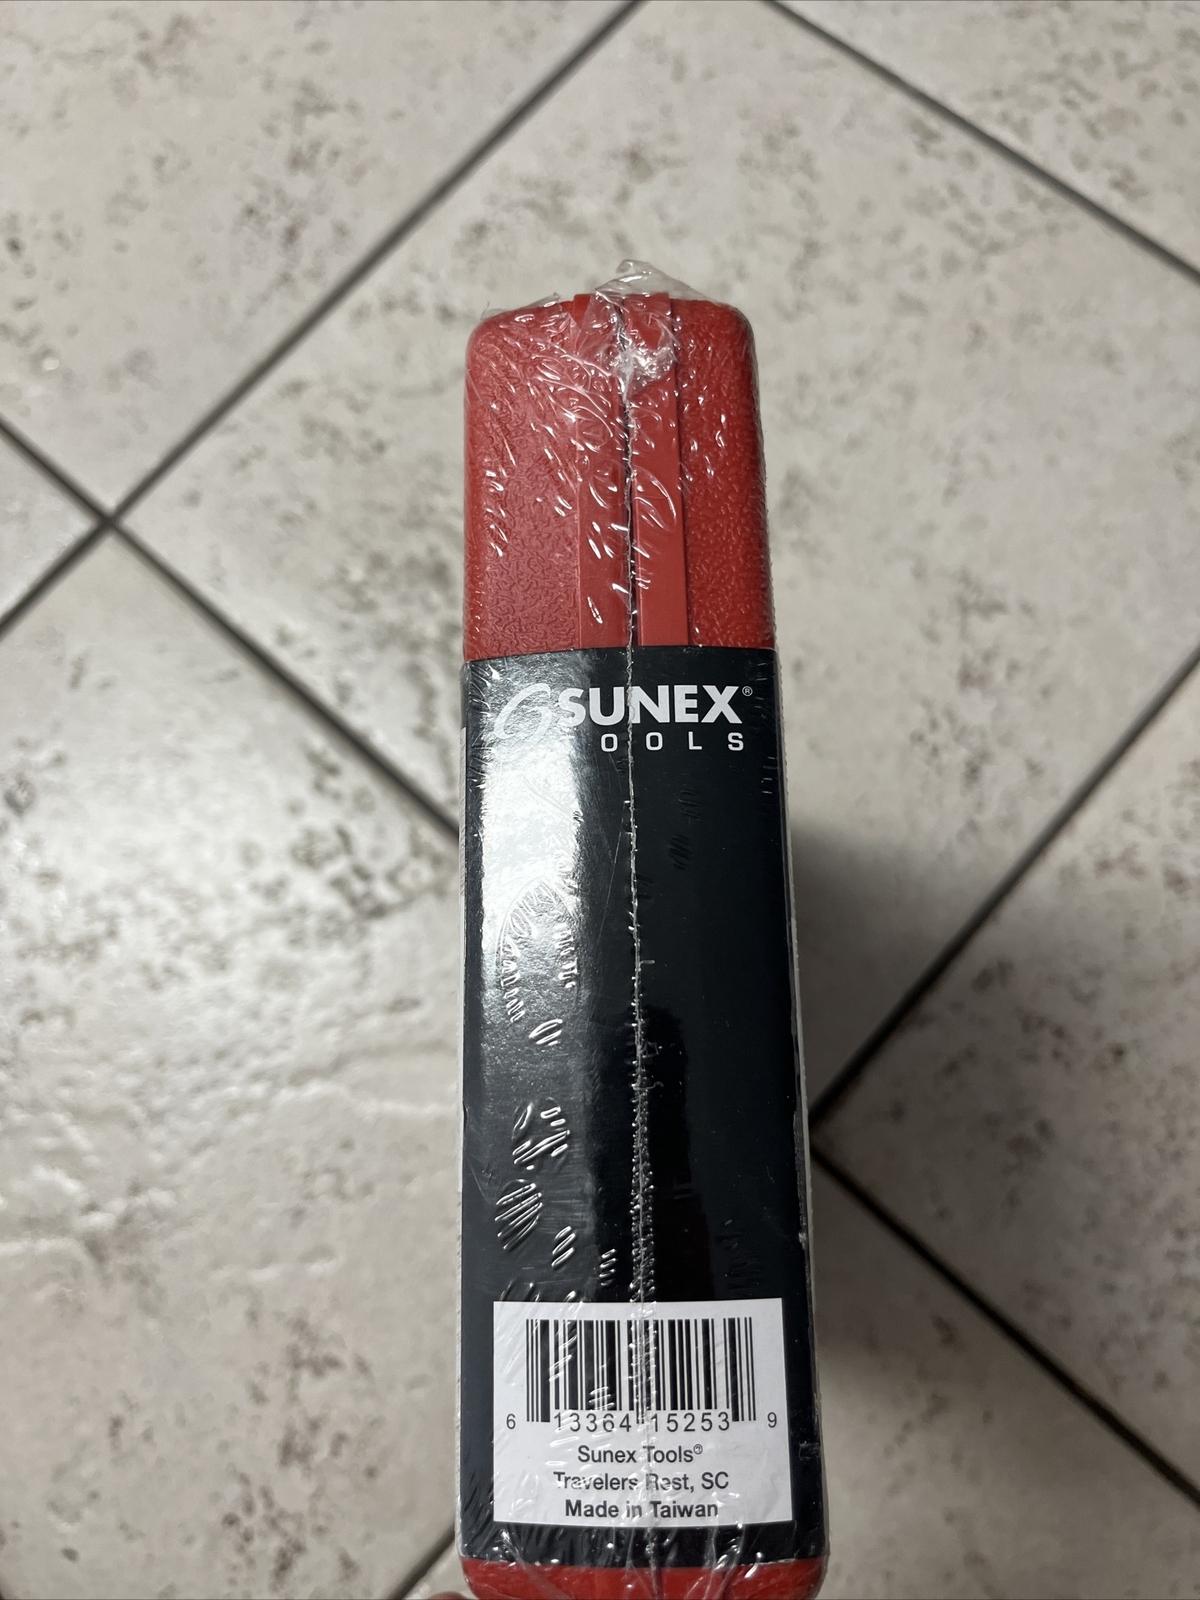 SUNEX®
TOOLS
6 13364 15253 9
Sunex Tools®
Travelers Rest, SC
Made in Taiwan